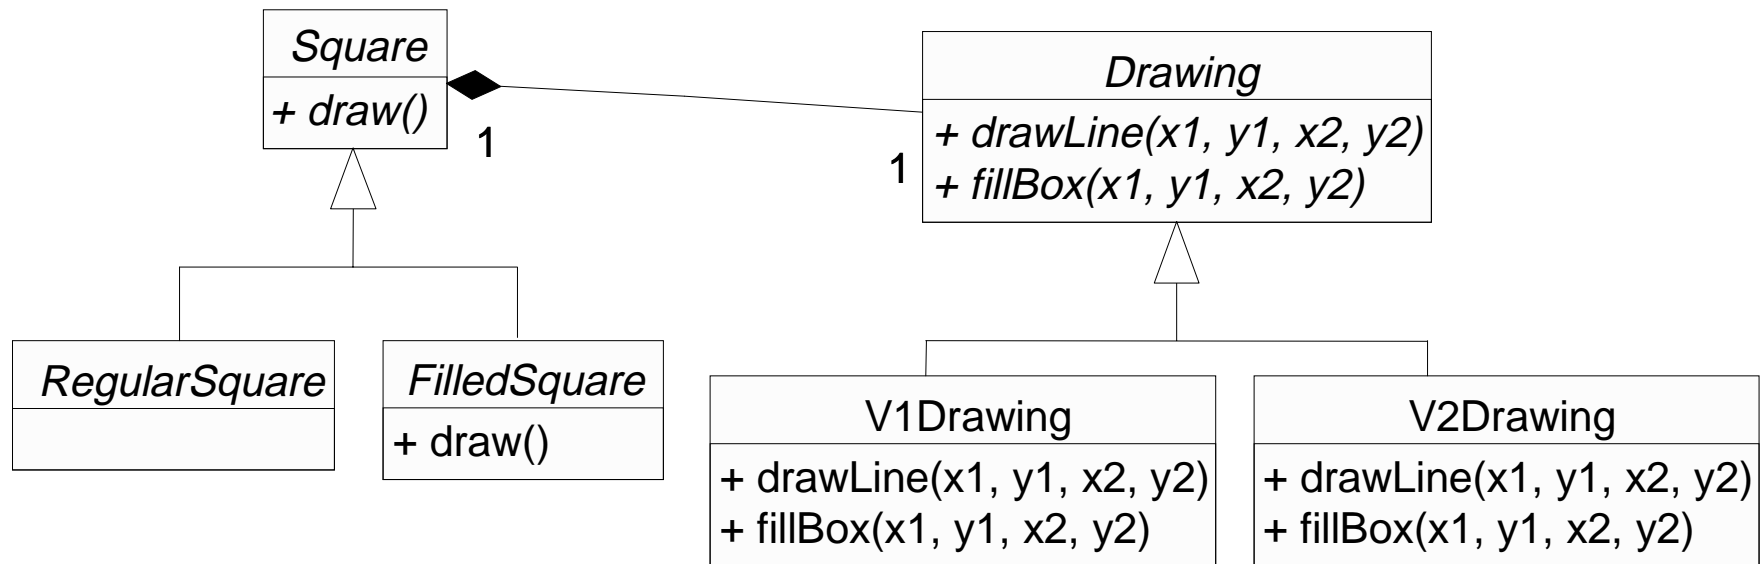 Square
+ draw()
1
Drawing
+ drawLine(x1, y1, x2, y2)
+ fillBox(x1, y1, x2, y2)
1
RegularSquare
FilledSquare
+ draw()
V1Drawing
+ drawLine(x1, y1, x2, y2)
+ fillBox(x1, y1, x2, y2)
V2Drawing
+ drawLine(x1, y1, x2, y2)
+ fillBox(x1, y1, x2, y2)